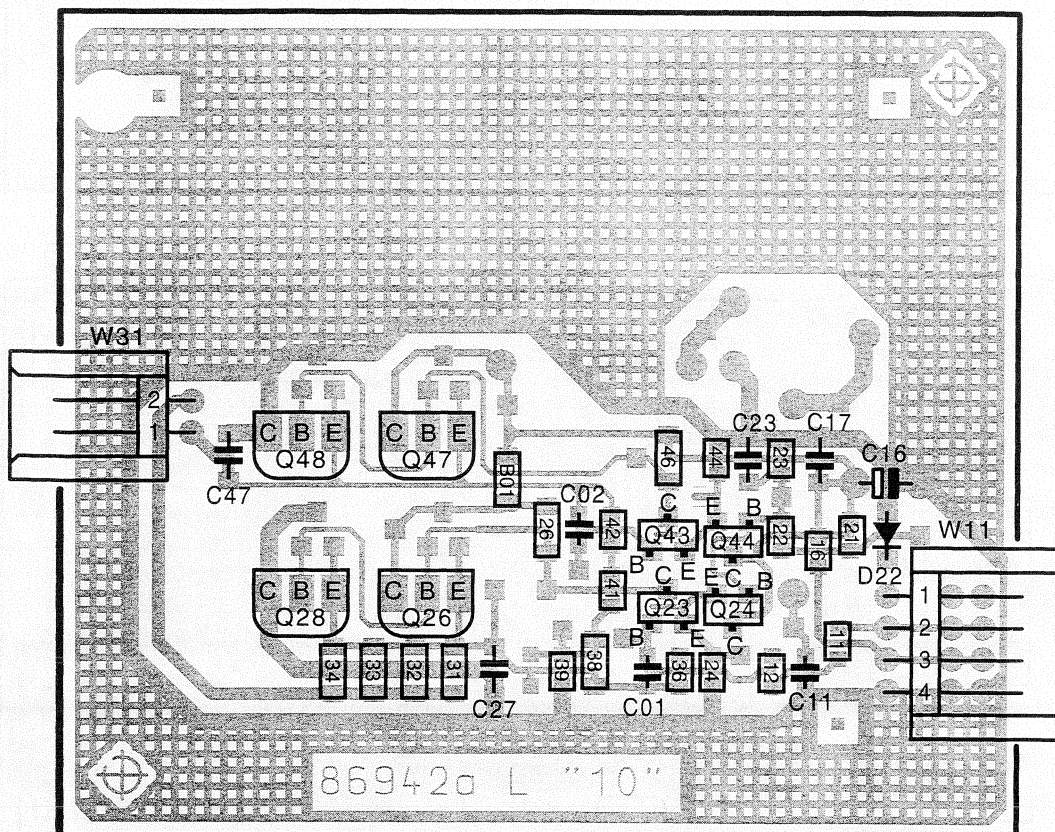 W31
2
1
C B E
Q48
C B E
Q47
C47
B01
46
44
C23
23
C17
C16
C02
26
42
C
Q43
B E
E B
Q44
C
22
16
21
D22
W11
1
2
3
4
C B E
Q28
C B E
Q26
41
C
Q23
B E
E B
Q24
C
34
33
32
31
C27
39
38
C01
36
24
12
C11
11
86942a L "10"